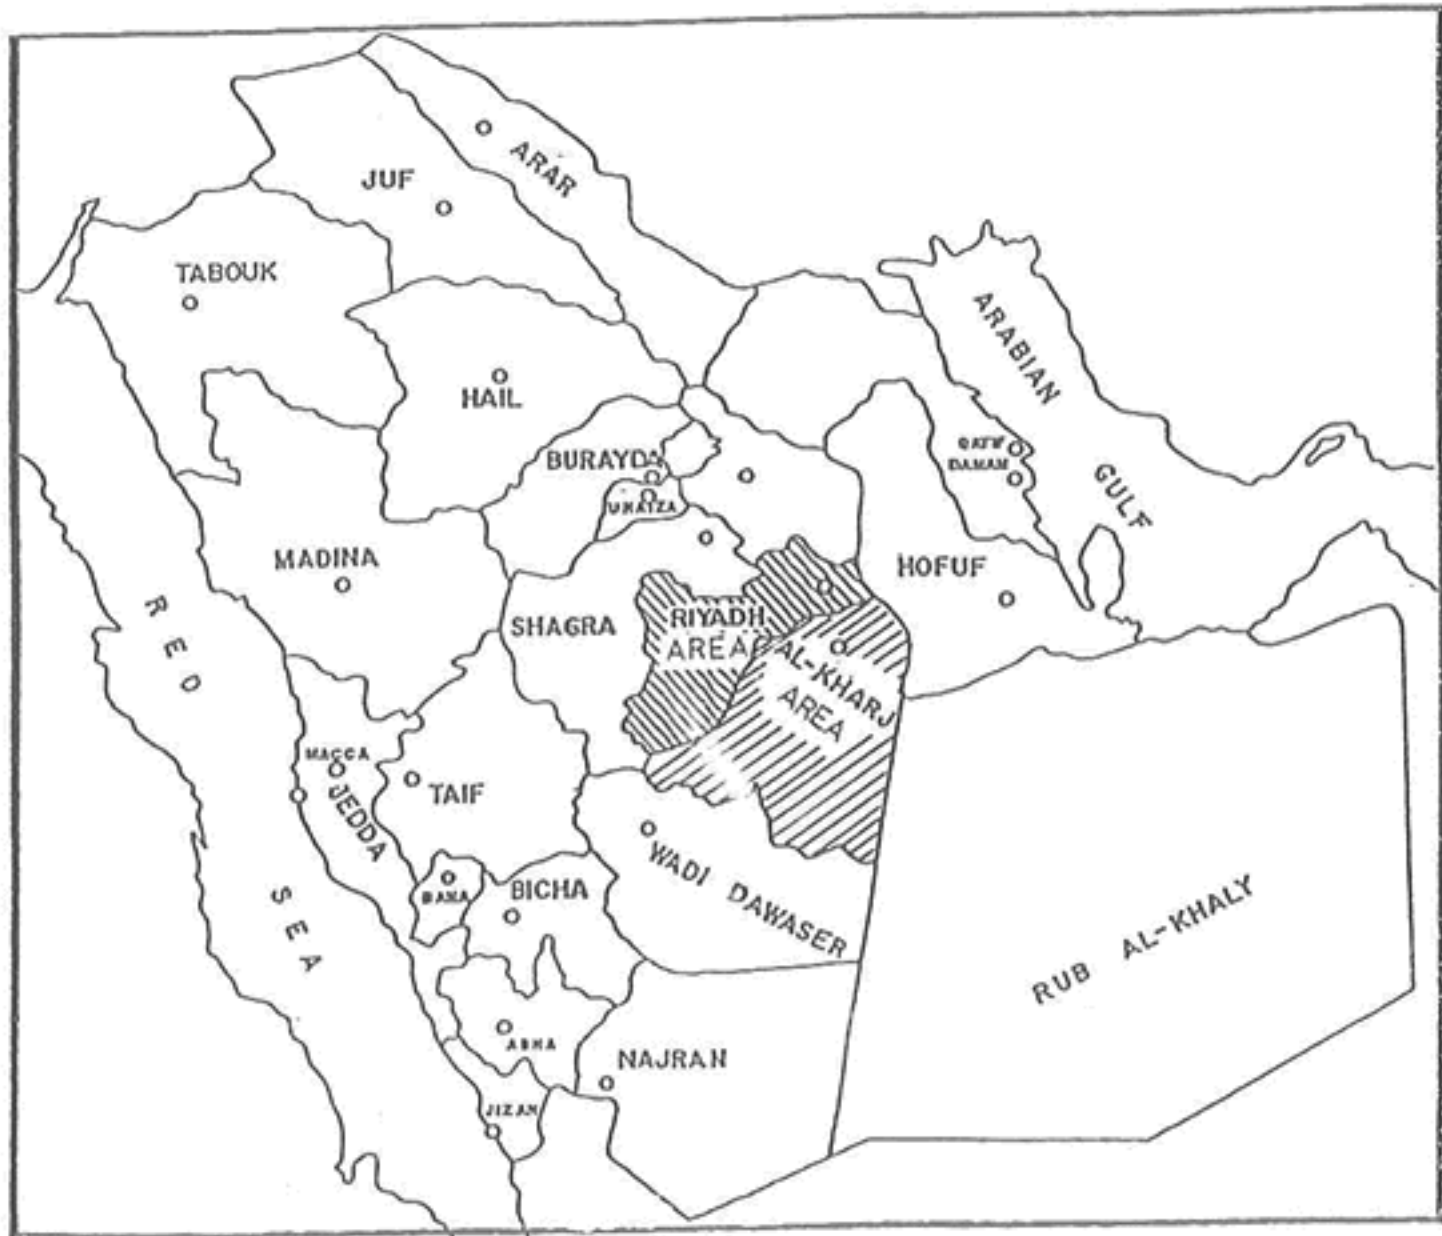 ARAR
JUF
TABOUK
ARABIAN
GULF
HAIL
QATIF
DAMAM
BURAYDA
UNAIZA
MADINA
HOFUF
SHAGRA
RIYADH
AREA
AL-KHARJ
AREA
RED
SEA
MACCA
JEDDA
TAIF
BAHA
BICHA
WADI DAWASER
RUB AL-KHALY
ABHA
NAJRAN
JIZAN